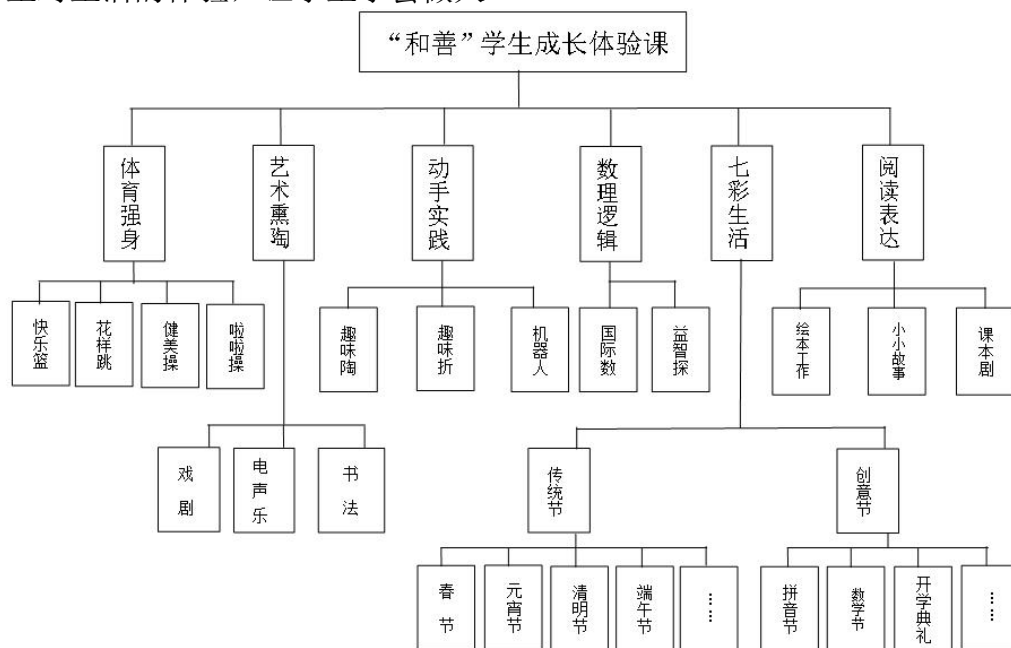 “和善”学生成长体验课
体育强身
艺术熏陶
动手实践
数理逻辑
七彩生活
阅读表达
快乐篮
花样跳
健美操
啦啦操
趣味陶
趣味折
机器人
国际数
益智探
绘本工作
小小故事
课本剧
戏剧
电声乐
书法
传统节
创意节
春节
元宵节
清明节
端午节
……
拼音节
数学节
开学典礼
……